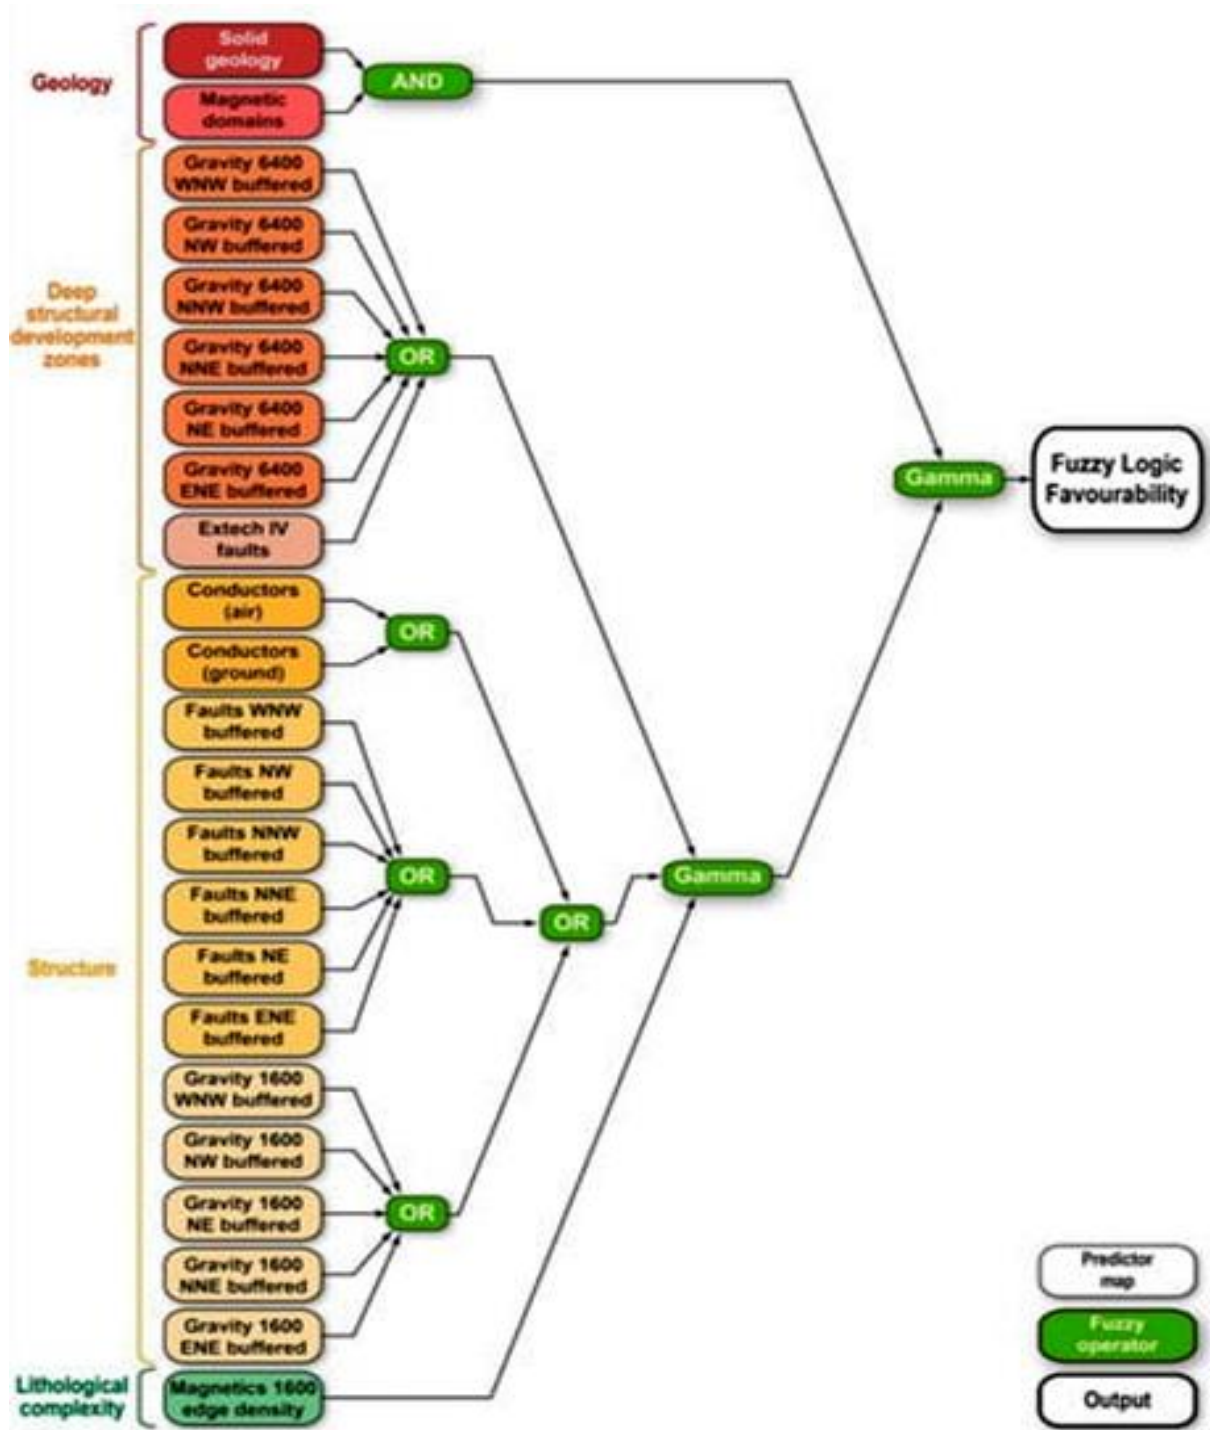 Geology
Solid
geology
Magnetic
domains
AND
Deep
structural
development
zones
Gravity 6400
WNW buffered
Gravity 6400
NW buffered
Gravity 6400
NNW buffered
Gravity 6400
NNE buffered
Gravity 6400
NE buffered
Gravity 6400
ENE buffered
Extech IV
faults
OR
Structure
Conductors
(air)
Conductors
(ground)
OR
Faults WNW
buffered
Faults NW
buffered
Faults NNW
buffered
Faults NNE
buffered
Faults NE
buffered
Faults ENE
buffered
OR
Gravity 1600
WNW buffered
Gravity 1600
NW buffered
Gravity 1600
NE buffered
Gravity 1600
NNE buffered
Gravity 1600
ENE buffered
OR
OR
Lithological
complexity
Magnetics 1600
edge density
Gamma
Gamma
Fuzzy Logic
Favourability
Predictor
map
Fuzzy
operator
Output